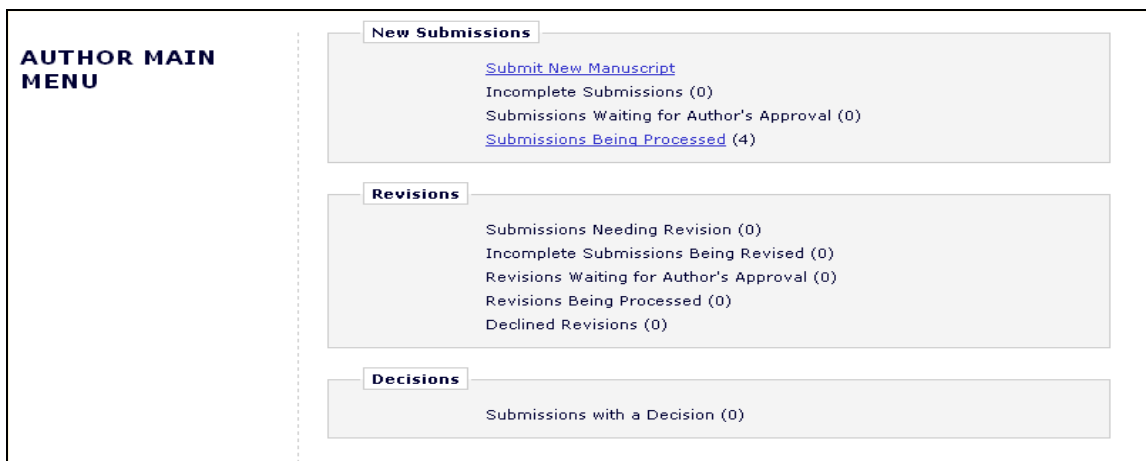 AUTHOR MAIN
MENU
New Submissions
Submit New Manuscript
Incomplete Submissions (0)
Submissions Waiting for Author's Approval (0)
Submissions Being Processed (4)
Revisions
Submissions Needing Revision (0)
Incomplete Submissions Being Revised (0)
Revisions Waiting for Author's Approval (0)
Revisions Being Processed (0)
Declined Revisions (0)
Decisions
Submissions with a Decision (0)